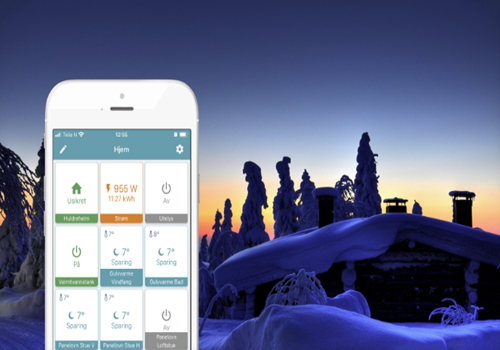 Telia N 12:55
Hjem
Usikret
955 W
11.27 kWh
Av
Huldreheim
Strøm
Utelys
På
7°
7°
Sparing
8°
7°
Sparing
Varmtvannstank
Gulvvarme
Vindfang
Gulvvarme Bad
7°
7°
Sparing
7°
7°
Sparing
Av
Panelovn Stue V
Panelovn Stue H
Panelovn
Loftstue